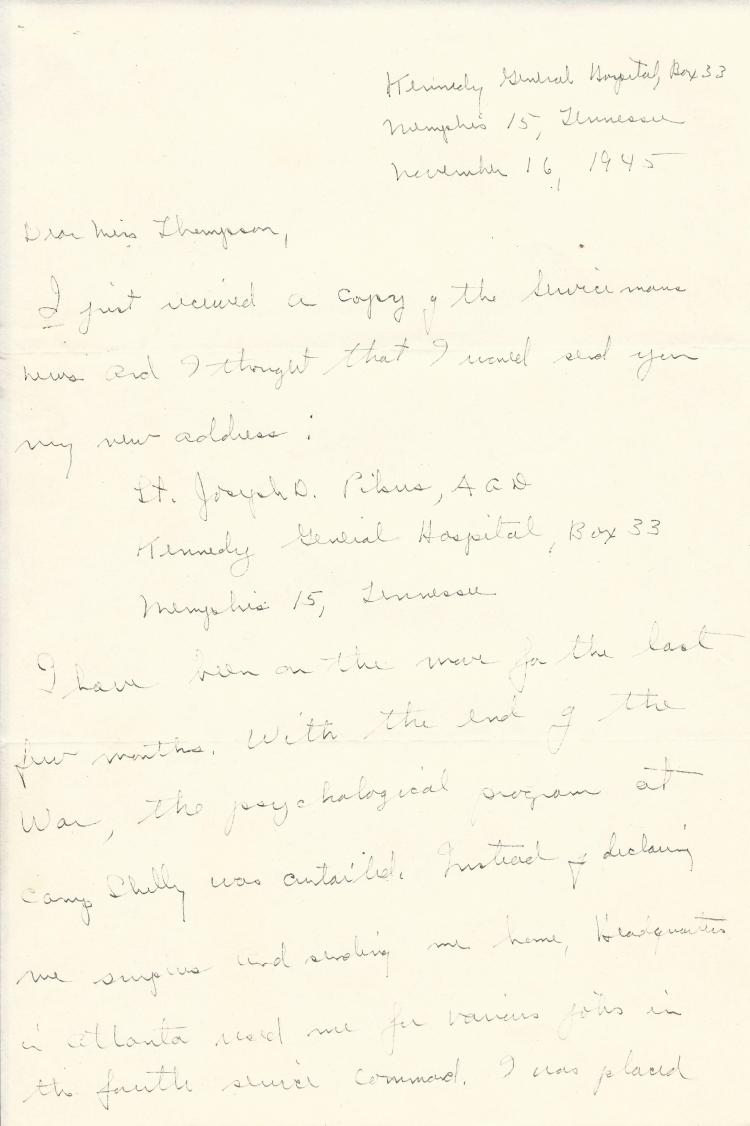 Kennedy General Hospital, Box 33
Memphis 15, Tennessee
November 16, 1945
Dear Miss Thompson,
I just received a copy of the Servicemans
news and I thought that I would send you
my new address:
Lt. Joseph D. Pikus, AGD
Kennedy General Hospital, Box 33
Memphis 15, Tennessee
I have been on the move for the last
few months. With the end of the
War, the psychological program at
Camp Shelby was curtailed. Instead of declaring
me surplus and sending me home, Headquarters
in Atlanta used me for various jobs in
the fourth service command. I was placed